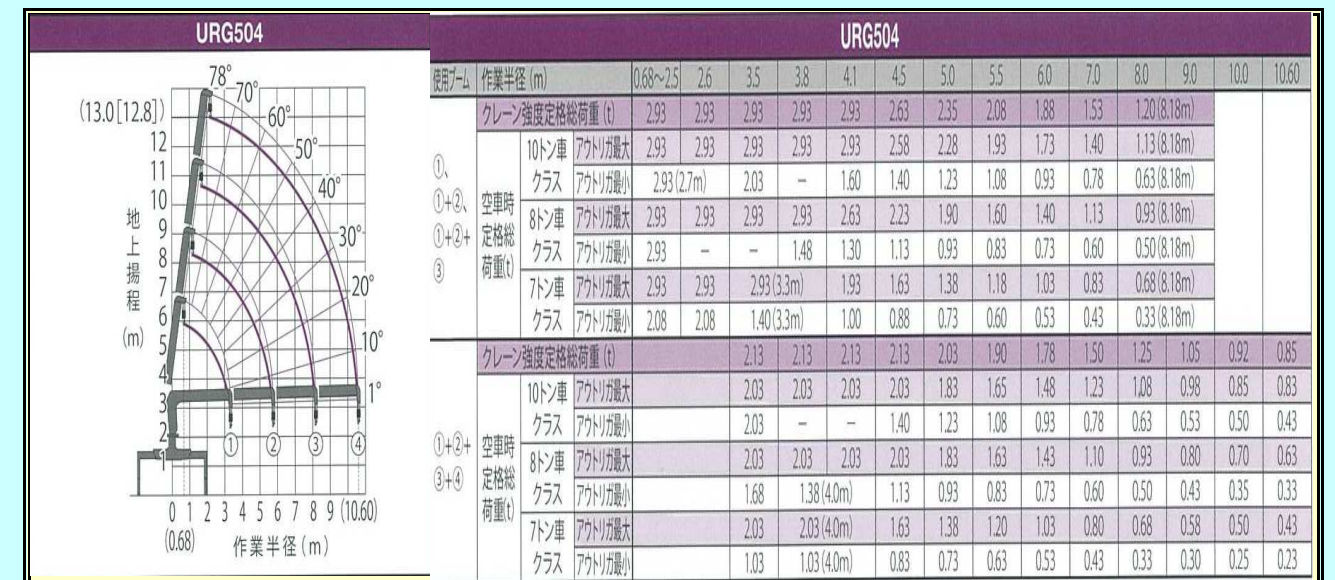 URG504
78°
70°
60°
50°
40°
30°
20°
10°
1°
(13.0[12.8])
12
11
10
9
8
7
6
5
4
3
2
1
地上揚程(m)
① ② ③ ④
0 1 2 3 4 5 6 7 8 9 (10.60)
(0.68)
作業半径(m)
URG504
使用ブーム 作業半径(m) 0.68〜2.5 2.6 3.5 3.8 4.1 4.5 5.0 5.5 6.0 7.0 8.0 9.0 10.0 10.60
①、①+②、①+②+③
クレーン強度定格総荷重(t) 2.93 2.93 2.93 2.93 2.93 2.63 2.35 2.08 1.88 1.53 1.20(8.18m)
空車時定格総荷重(t)
10トン車クラス アウトリガ最大 2.93 2.93 2.93 2.93 2.93 2.58 2.28 1.93 1.73 1.40 1.13(8.18m)
アウトリガ最小 2.93(2.7m) 2.03 − 1.60 1.40 1.23 1.08 0.93 0.78 0.63(8.18m)
8トン車クラス アウトリガ最大 2.93 2.93 2.93 2.93 2.63 2.23 1.90 1.60 1.40 1.13 0.93(8.18m)
アウトリガ最小 2.93 − − 1.48 1.30 1.13 0.93 0.83 0.73 0.60 0.50(8.18m)
7トン車クラス アウトリガ最大 2.93 2.93 2.93(3.3m) 1.93 1.63 1.38 1.18 1.03 0.83 0.68(8.18m)
アウトリガ最小 2.08 2.08 1.40(3.3m) 1.00 0.88 0.73 0.60 0.53 0.43 0.33(8.18m)
①+②+③+④
クレーン強度定格総荷重(t) 2.13 2.13 2.13 2.13 2.03 1.90 1.78 1.50 1.25 1.05 0.92 0.85
空車時定格総荷重(t)
10トン車クラス アウトリガ最大 2.03 2.03 2.03 2.03 1.83 1.65 1.48 1.23 1.08 0.98 0.85 0.83
アウトリガ最小 2.03 − − 1.40 1.23 1.08 0.93 0.78 0.63 0.53 0.50 0.43
8トン車クラス アウトリガ最大 2.03 2.03 2.03 2.03 1.83 1.63 1.43 1.10 0.93 0.80 0.70 0.63
アウトリガ最小 1.68 1.38(4.0m) 1.13 0.93 0.83 0.73 0.60 0.50 0.43 0.35 0.33
7トン車クラス アウトリガ最大 2.03 2.03(4.0m) 1.63 1.38 1.20 1.03 0.80 0.68 0.58 0.50 0.43
アウトリガ最小 1.03 1.03(4.0m) 0.83 0.73 0.63 0.53 0.43 0.33 0.30 0.25 0.23